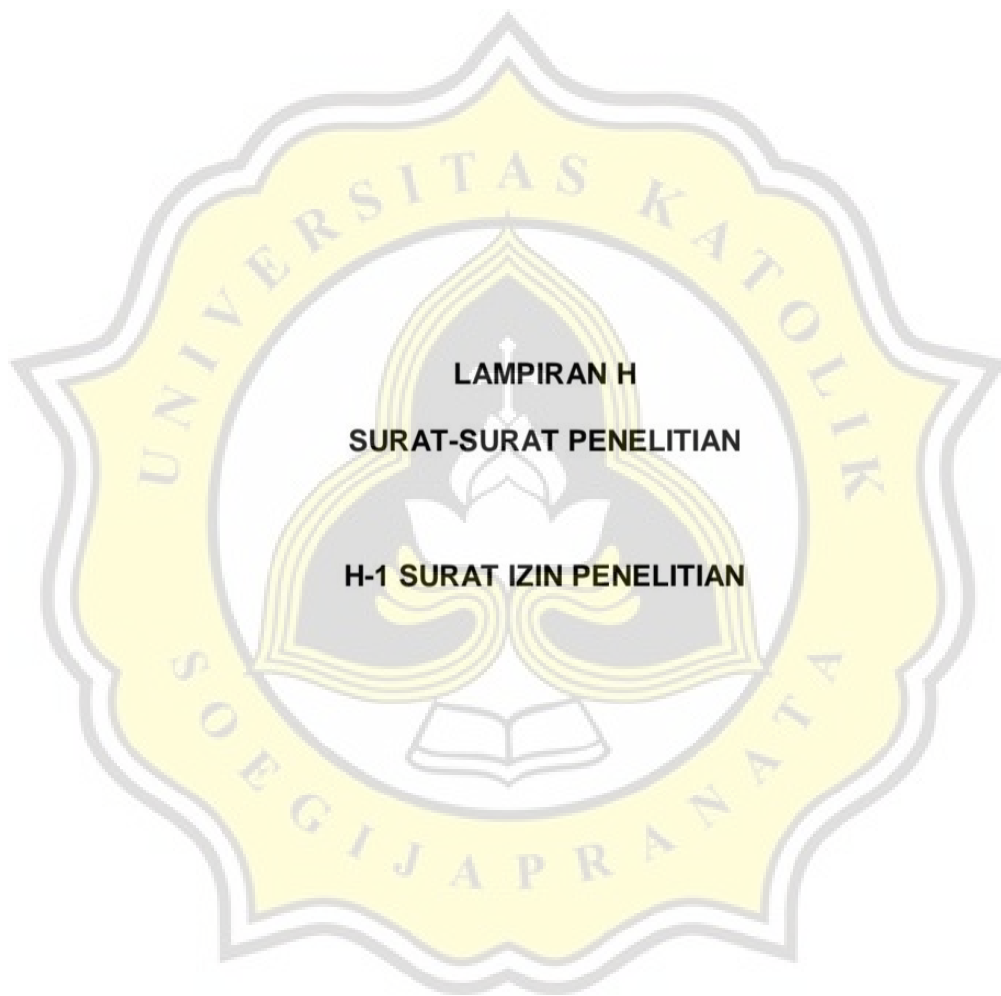 UNIVERSITAS KATOLIK
LAMPIRAN H
SURAT-SURAT PENELITIAN
H-1 SURAT IZIN PENELITIAN
SOEGIJAPRANATA